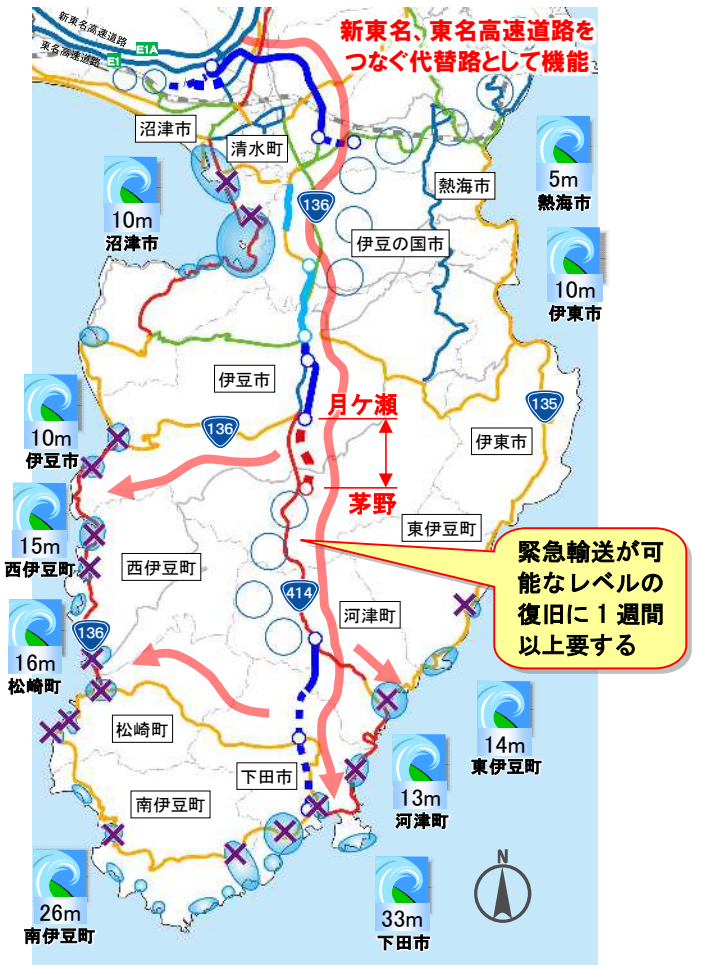 新東名高速道路
E1A
東名高速道路
E1
新東名、東名高速道路を
つなぐ代替路として機能
沼津市
清水町
熱海市
5m
熱海市
10m
沼津市
136
伊豆の国市
10m
伊東市
伊豆市
月ケ瀬
135
10m
伊豆市
136
伊東市
茅野
15m
西伊豆町
東伊豆町
西伊豆町
緊急輸送が可
能なレベルの
復旧に1週間
以上要する
414
河津町
136
16m
松崎町
松崎町
14m
東伊豆町
下田市
13m
河津町
南伊豆町
N
26m
南伊豆町
33m
下田市